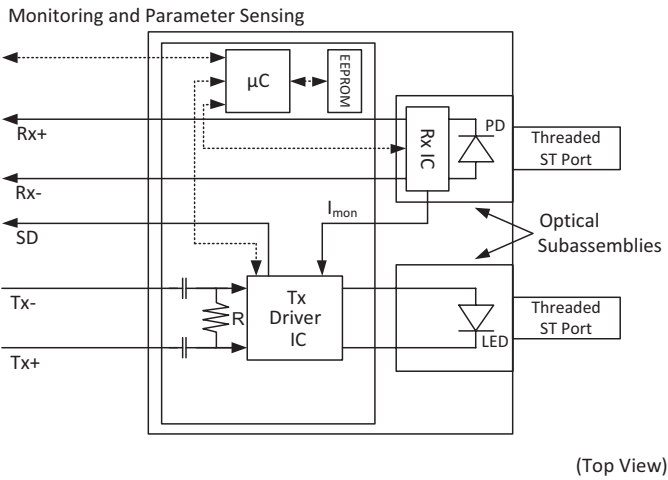 Monitoring and Parameter Sensing
µC
EEPROM
Rx+
Rx IC
PD
Threaded
ST Port
Rx-
Imon
SD
Optical
Subassemblies
Tx-
Tx
Driver
IC
R
Threaded
ST Port
LED
Tx+
(Top View)